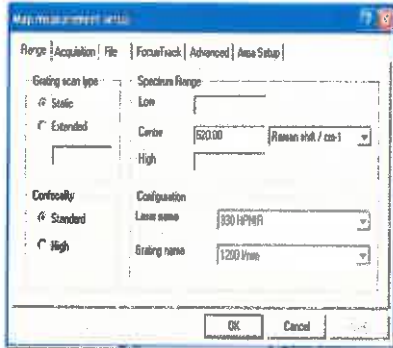 Map measurement setup
Range Acquisition File FocusTrack Advanced Area Setup
Grating scan type
Static
Extended
Confocality
Standard
High
Spectrum Range
Low
Centre 520.00 Raman shift / cm-1
High
Configuration
Laser name
Grating name 1200 l/mm
OK Cancel